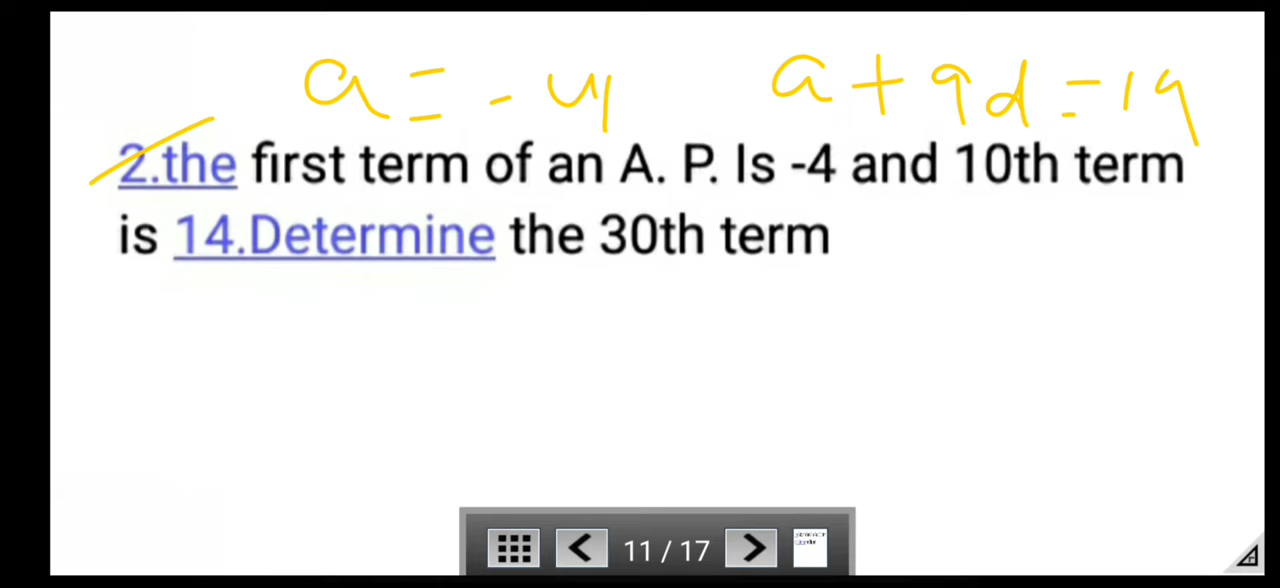 a = -4 a + 9d = 14
2.the first term of an A. P. Is -4 and 10th term
is 14.Determine the 30th term
11 / 17